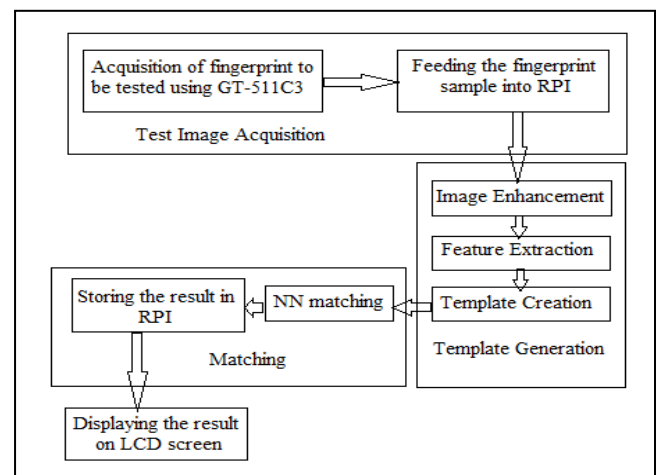 Acquisition of fingerprint to
be tested using GT-511C3
Feeding the fingerprint
sample into RPI
Test Image Acquisition
Image Enhancement
Feature Extraction
Template Creation
Template Generation
NN matching
Storing the result in
RPI
Matching
Displaying the result
on LCD screen